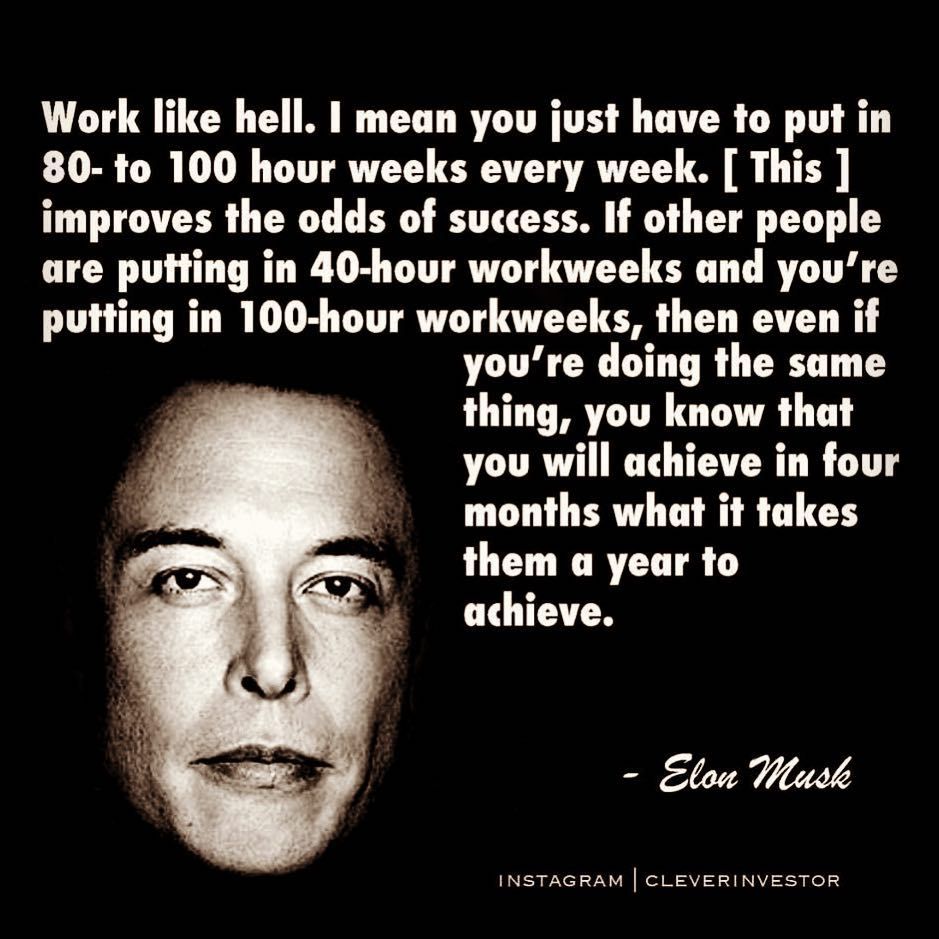 Work like hell. I mean you just have to put in
80- to 100 hour weeks every week. [ This ]
improves the odds of success. If other people
are putting in 40-hour workweeks and you're
putting in 100-hour workweeks, then even if
you're doing the same
thing, you know that
you will achieve in four
months what it takes
them a year to
achieve.
- Elon Musk
INSTAGRAM | CLEVERINVESTOR